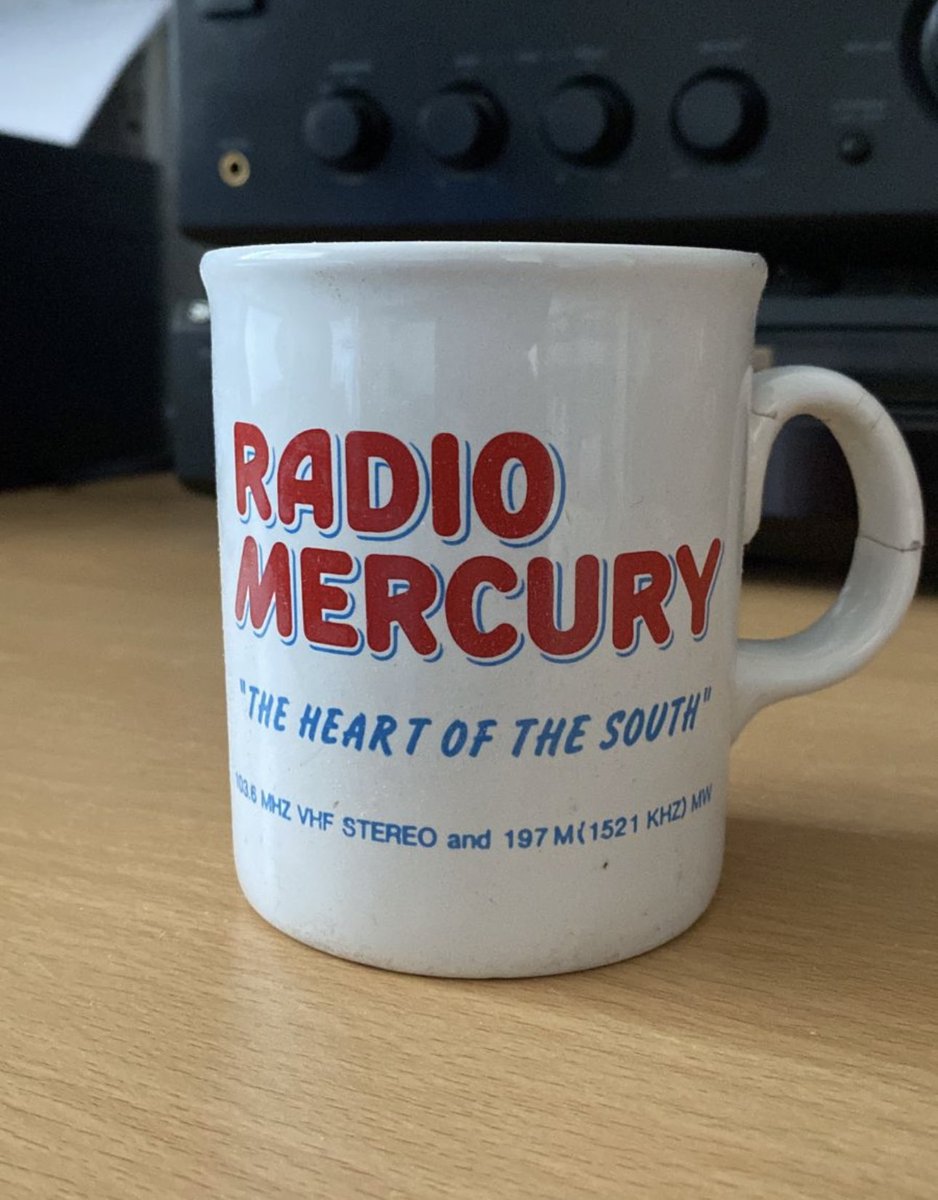 RADIO
MERCURY
"THE HEART OF THE SOUTH"
103.6 MHZ VHF STEREO and 197 M (1521 KHZ) MW